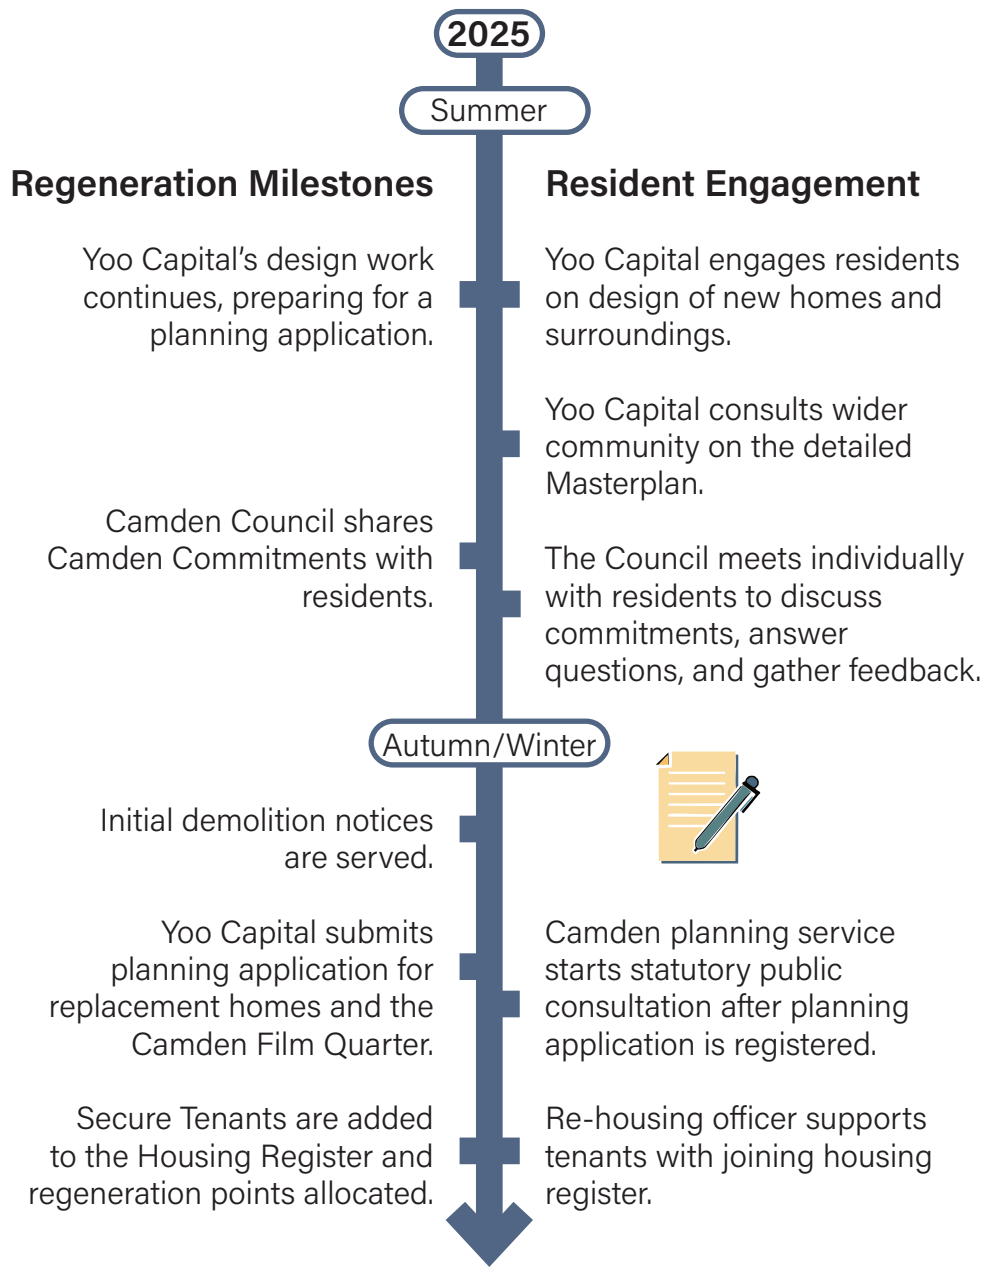 2025
Summer
Regeneration Milestones
Resident Engagement
Yoo Capital’s design work
continues, preparing for a
planning application.
Yoo Capital engages residents
on design of new homes and
surroundings.
Yoo Capital consults wider
community on the detailed
Masterplan.
Camden Council shares
Camden Commitments with
residents.
The Council meets individually
with residents to discuss
commitments, answer
questions, and gather feedback.
Autumn/Winter
Initial demolition notices
are served.
Yoo Capital submits
planning application for
replacement homes and the
Camden Film Quarter.
Camden planning service
starts statutory public
consultation after planning
application is registered.
Secure Tenants are added
to the Housing Register and
regeneration points allocated.
Re-housing officer supports
tenants with joining housing
register.